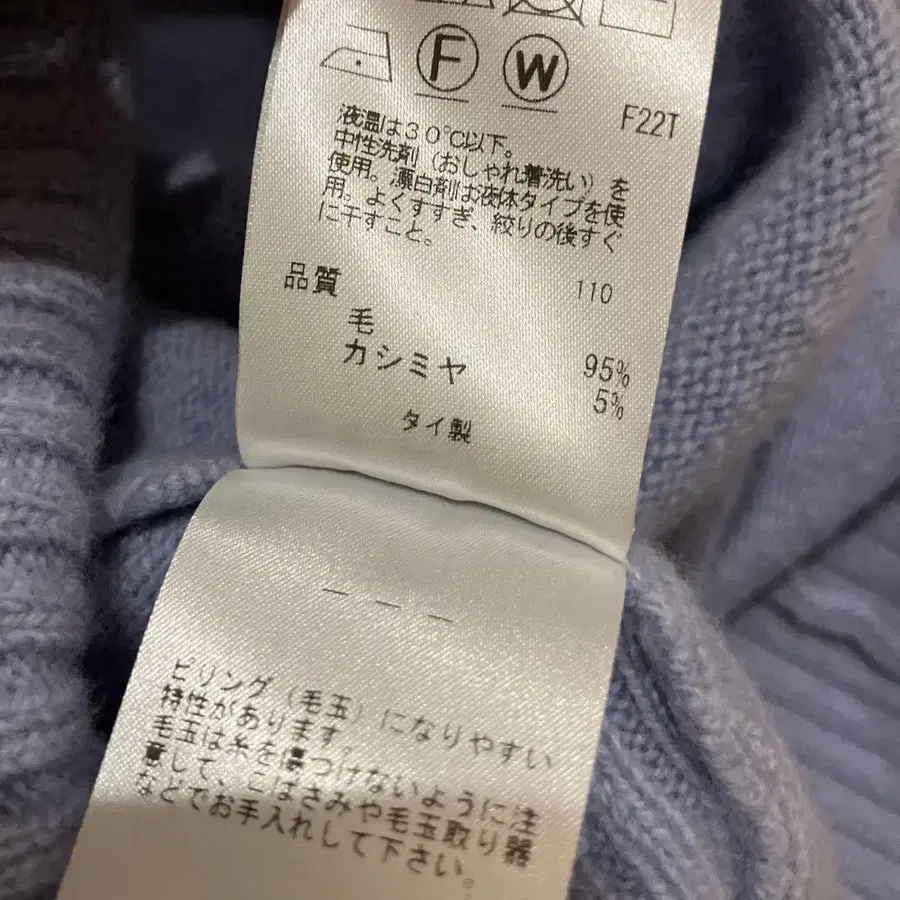 F W
F22T
液温は30℃以下。
中性洗剤(おしゃれ着洗い)を
使用。漂白剤は液体タイプを使
用。よくすすぎ、絞りの後すぐ
に干すこと。
品質 110
毛 95%
カシミヤ 5%
タイ製
ピリング(毛玉)になりやすい
特性があります。
毛玉は糸を傷つけないように注
意して、こばさみや毛玉取り器
などでお手入れして下さい。